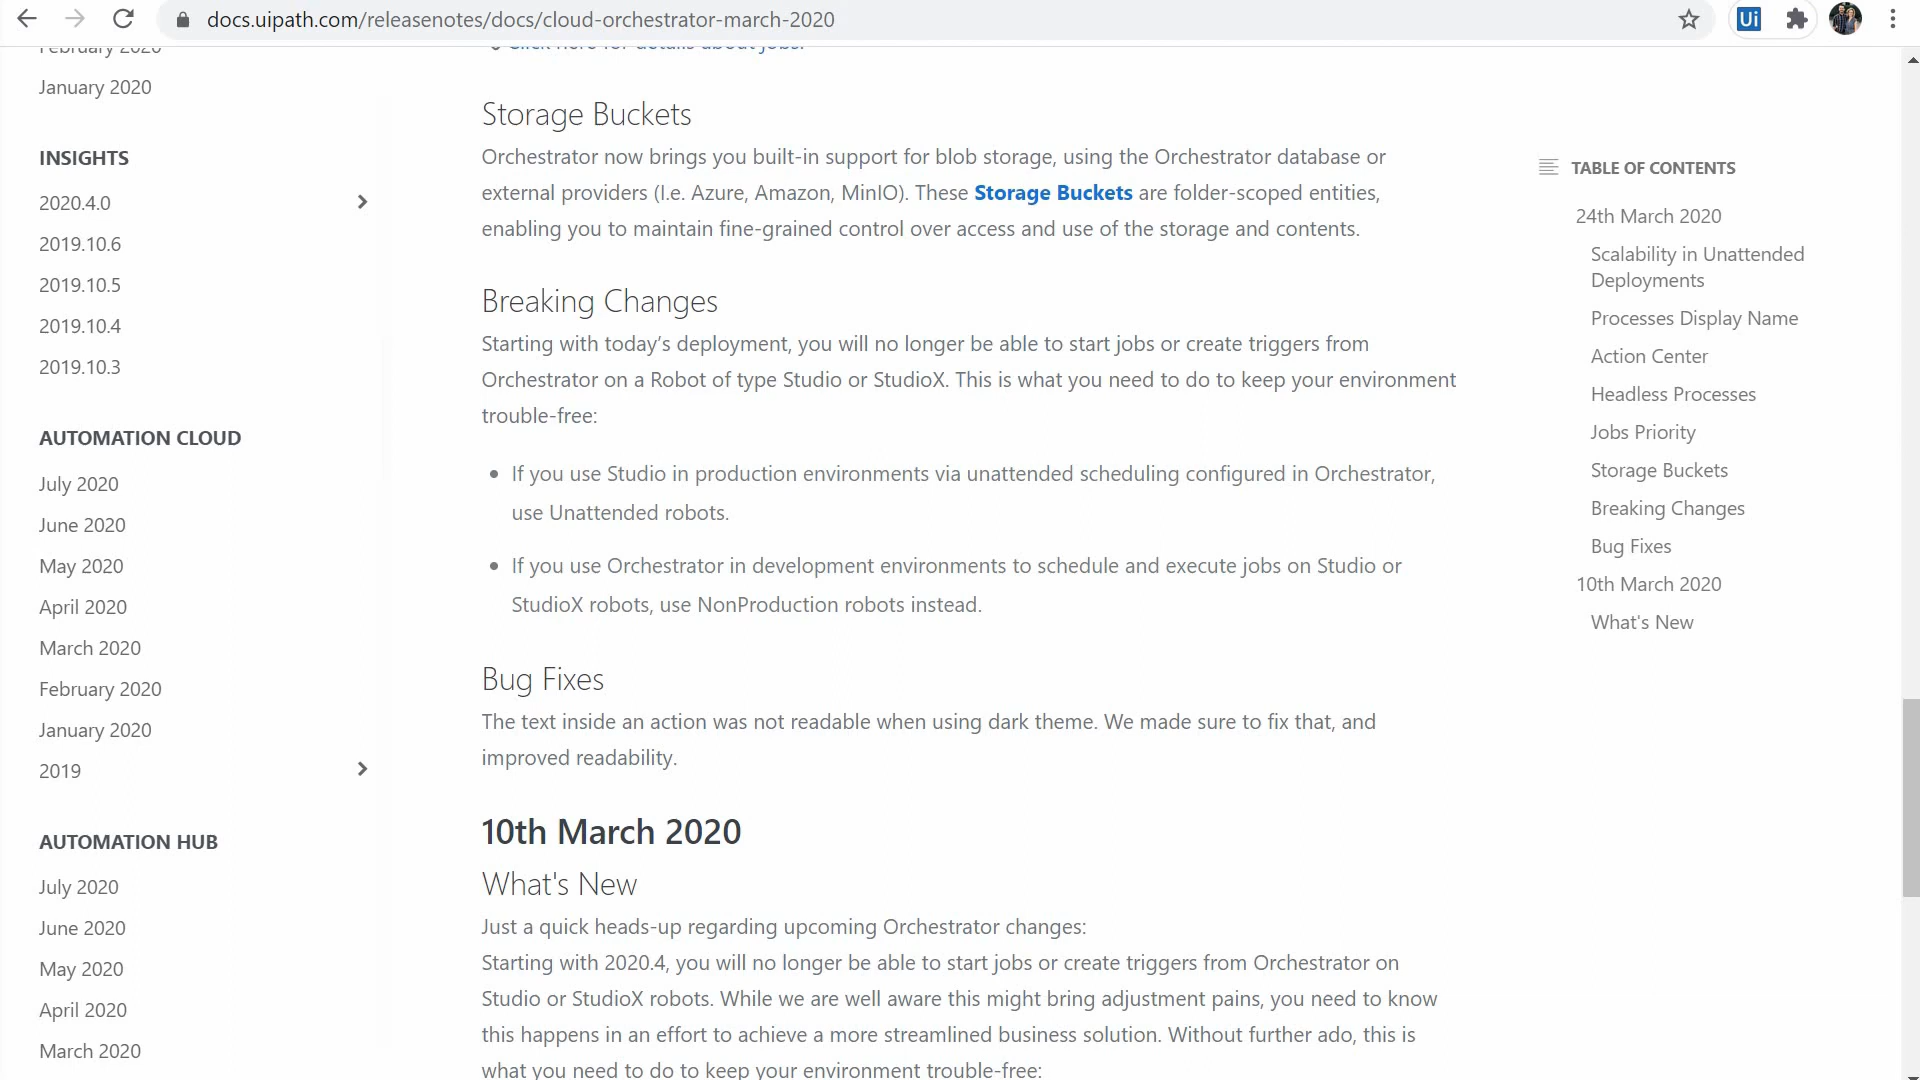 docs.uipath.com/releasenotes/docs/cloud-orchestrator-march-2020
Ui
February 2020
January 2020
INSIGHTS
2020.4.0
2019.10.6
2019.10.5
2019.10.4
2019.10.3
AUTOMATION CLOUD
July 2020
June 2020
May 2020
April 2020
March 2020
February 2020
January 2020
2019
AUTOMATION HUB
July 2020
June 2020
May 2020
April 2020
March 2020
Click here for details about jobs.
Storage Buckets
Orchestrator now brings you built-in support for blob storage, using the Orchestrator database or
external providers (I.e. Azure, Amazon, MinIO). These Storage Buckets are folder-scoped entities,
enabling you to maintain fine-grained control over access and use of the storage and contents.
Breaking Changes
Starting with today’s deployment, you will no longer be able to start jobs or create triggers from
Orchestrator on a Robot of type Studio or StudioX. This is what you need to do to keep your environment
trouble-free:
• If you use Studio in production environments via unattended scheduling configured in Orchestrator,
use Unattended robots.
• If you use Orchestrator in development environments to schedule and execute jobs on Studio or
StudioX robots, use NonProduction robots instead.
Bug Fixes
The text inside an action was not readable when using dark theme. We made sure to fix that, and
improved readability.
10th March 2020
What's New
Just a quick heads-up regarding upcoming Orchestrator changes:
Starting with 2020.4, you will no longer be able to start jobs or create triggers from Orchestrator on
Studio or StudioX robots. While we are well aware this might bring adjustment pains, you need to know
this happens in an effort to achieve a more streamlined business solution. Without further ado, this is
what you need to do to keep your environment trouble-free:
TABLE OF CONTENTS
24th March 2020
Scalability in Unattended
Deployments
Processes Display Name
Action Center
Headless Processes
Jobs Priority
Storage Buckets
Breaking Changes
Bug Fixes
10th March 2020
What's New